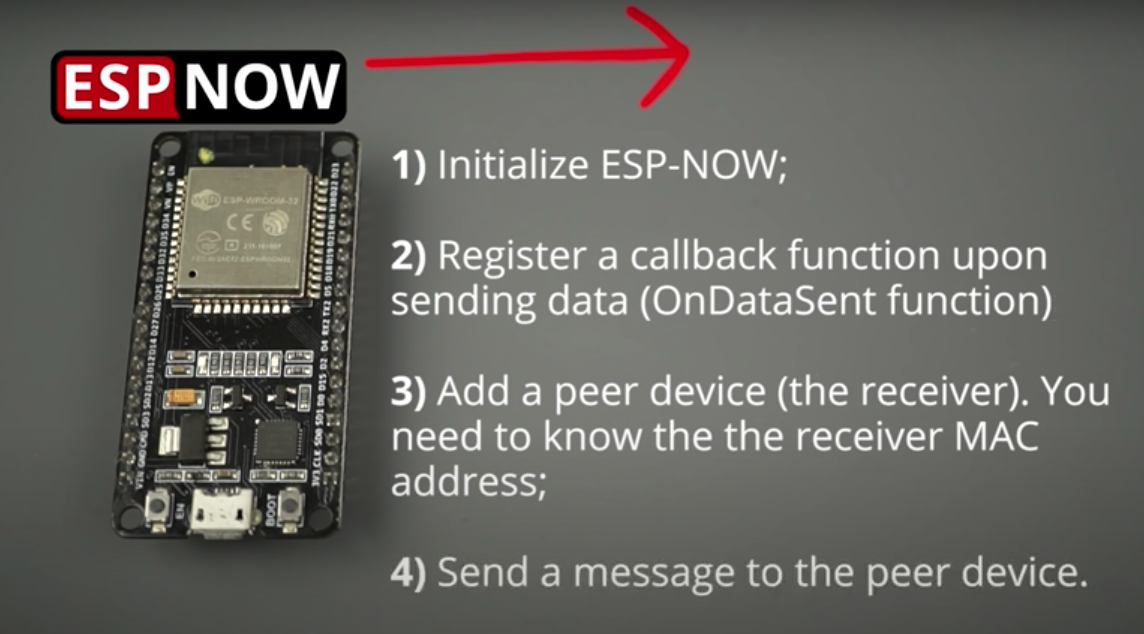 ESP NOW
1) Initialize ESP-NOW;
2) Register a callback function upon
sending data (OnDataSent function)
3) Add a peer device (the receiver). You
need to know the the receiver MAC
address;
4) Send a message to the peer device.
WiFi ESP-WROOM-32
CE
EN
BOOT